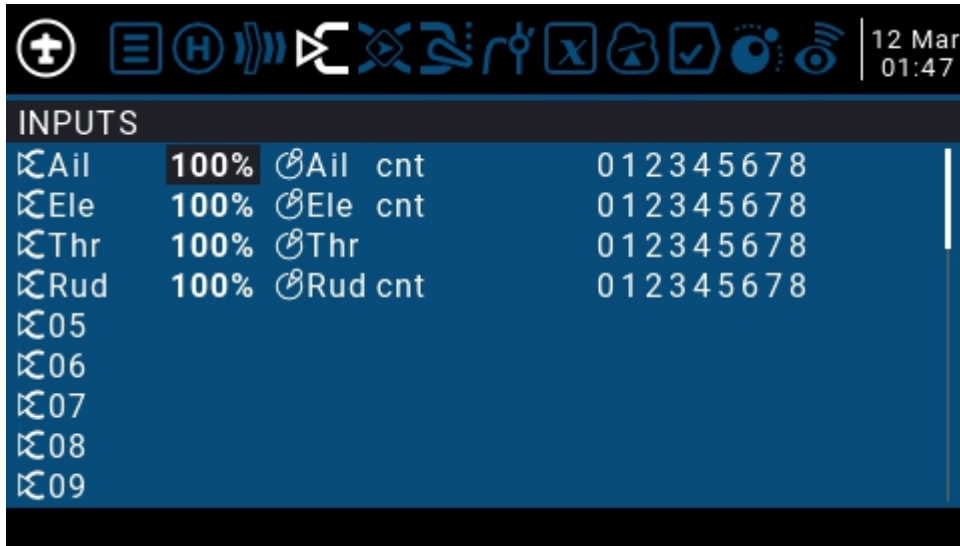 12 Mar
01:47
INPUTS
Ail 100% Ail cnt 012345678
Ele 100% Ele cnt 012345678
Thr 100% Thr 012345678
Rud 100% Rud cnt 012345678
05
06
07
08
09